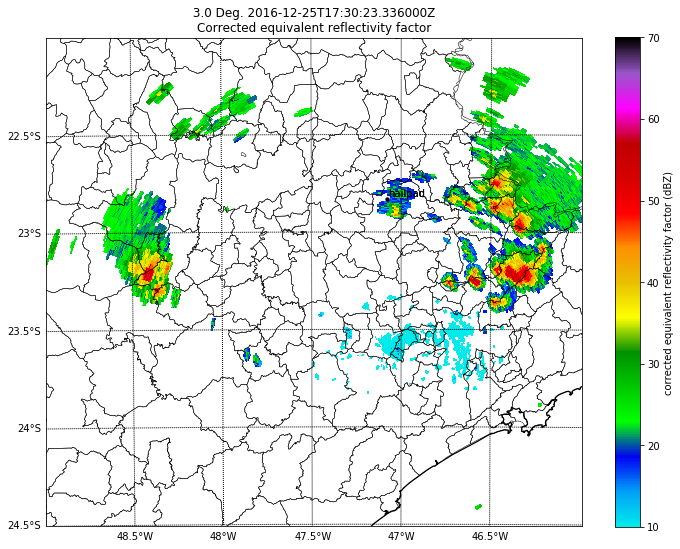 3.0 Deg. 2016-12-25T17:30:23.336000Z
Corrected equivalent reflectivity factor
22.5°S
23°S
23.5°S
24°S
24.5°S
48.5°W
48°W
47.5°W
47°W
46.5°W
70
60
50
40
30
20
10
corrected equivalent reflectivity factor (dBZ)